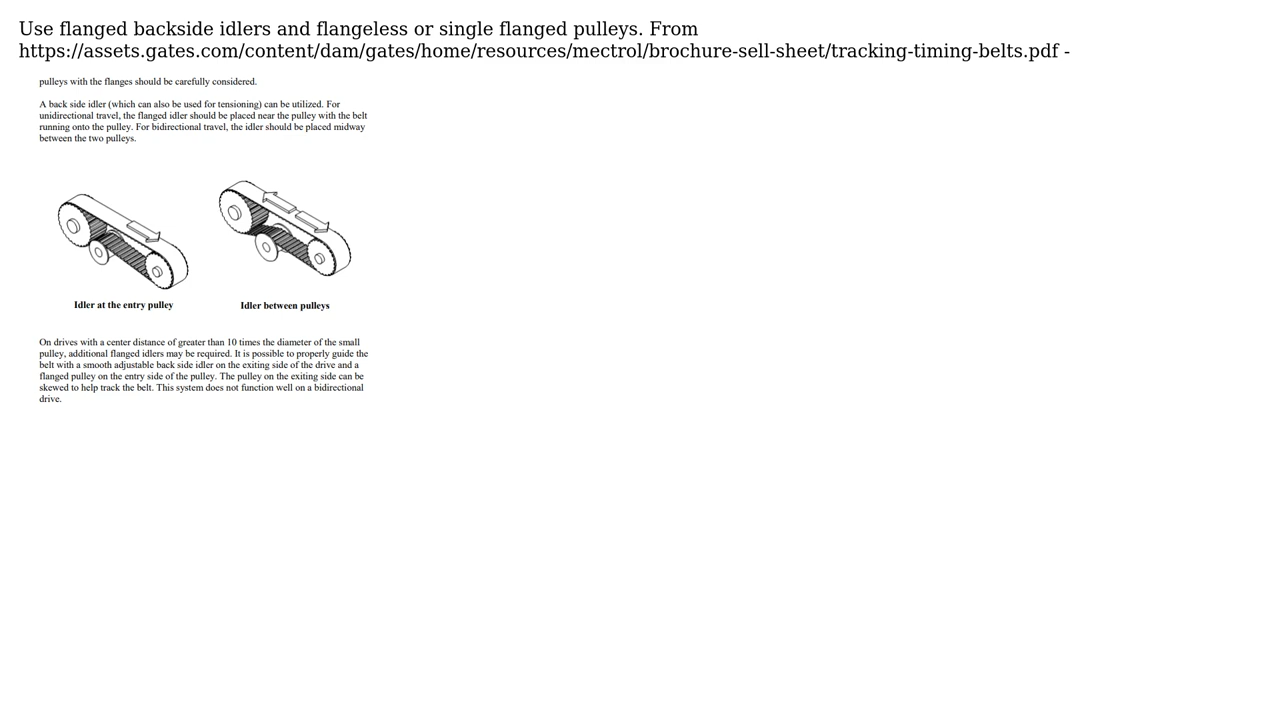 Use flanged backside idlers and flangeless or single flanged pulleys. From
https://assets.gates.com/content/dam/gates/home/resources/mectrol/brochure-sell-sheet/tracking-timing-belts.pdf -
pulleys with the flanges should be carefully considered.
A back side idler (which can also be used for tensioning) can be utilized. For
unidirectional travel, the flanged idler should be placed near the pulley with the belt
running onto the pulley. For bidirectional travel, the idler should be placed midway
between the two pulleys.
Idler at the entry pulley
Idler between pulleys
On drives with a center distance of greater than 10 times the diameter of the small
pulley, additional flanged idlers may be required. It is possible to properly guide the
belt with a smooth adjustable back side idler on the exiting side of the drive and a
flanged pulley on the entry side of the pulley. The pulley on the exiting side can be
skewed to help track the belt. This system does not function well on a bidirectional
drive.